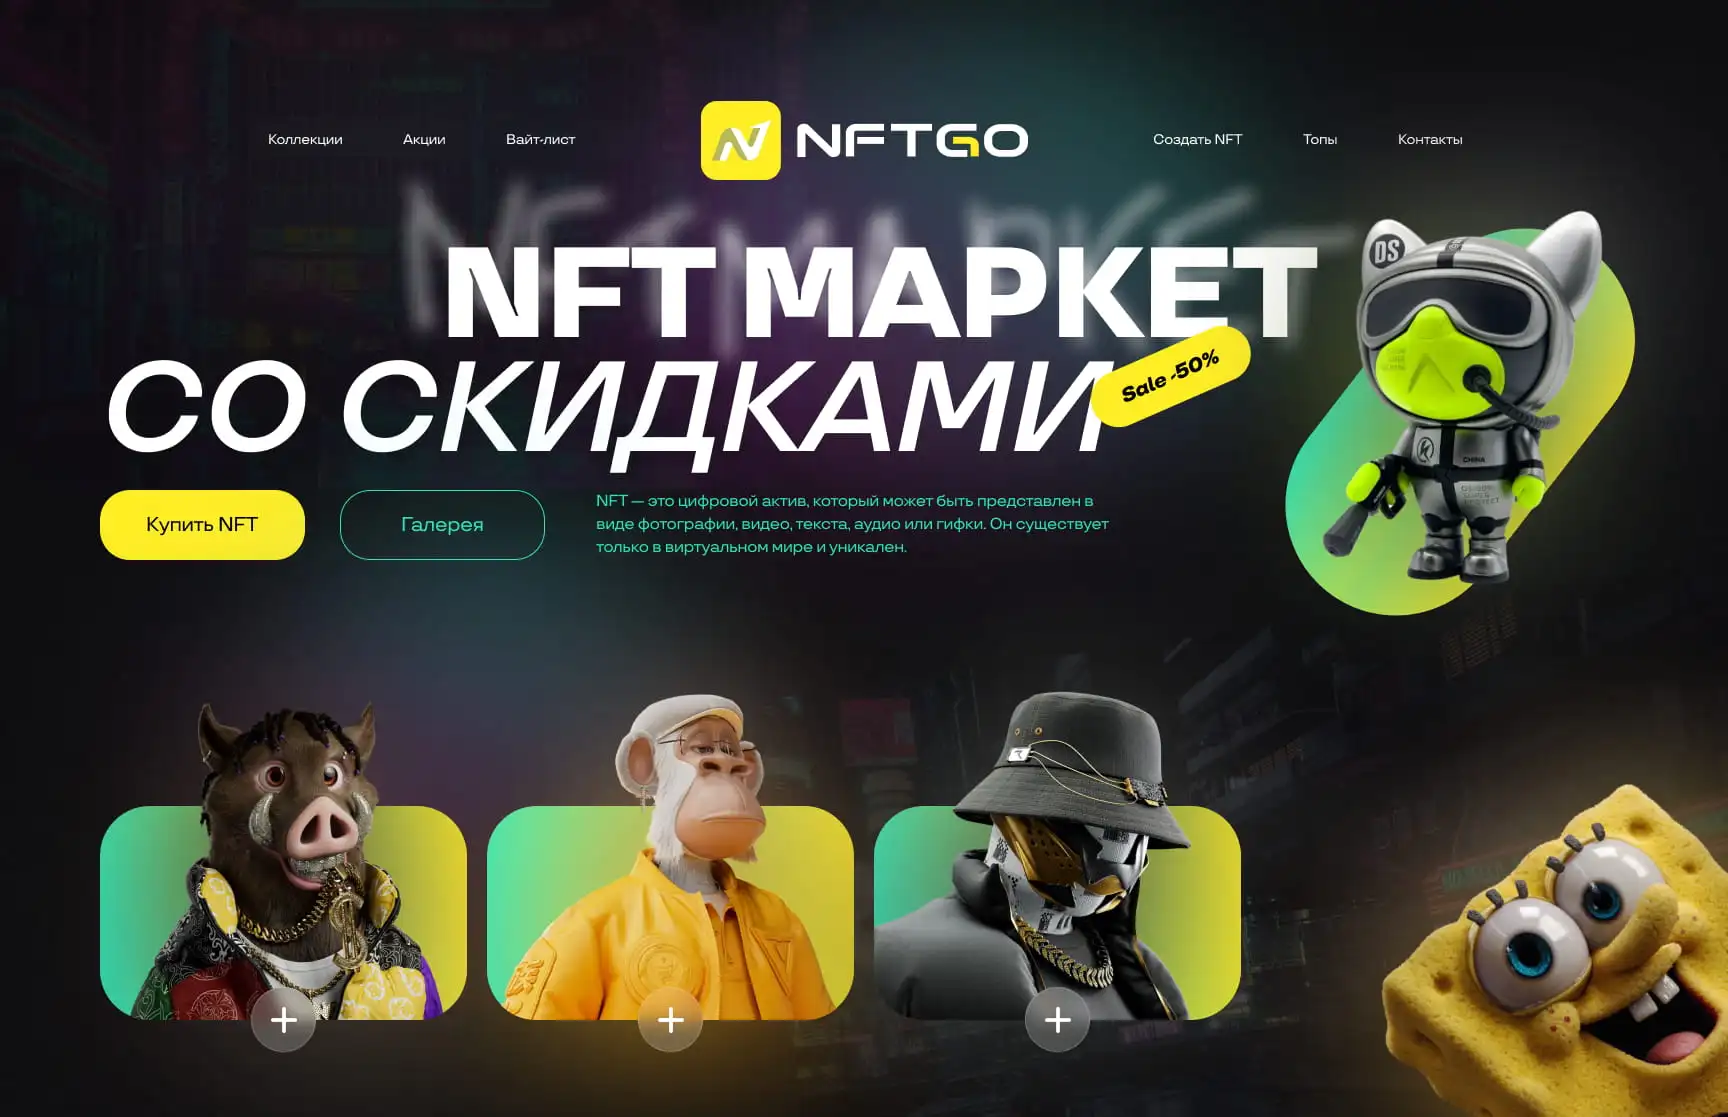 Коллекции
Акции
Вайт-лист
NFTGO
Создать NFT
Топы
Контакты
NFT МАРКЕТ
СО СКИДКАМИ
Sale -50%
Купить NFT
Галерея
NFT — это цифровой актив, который может быть представлен в
виде фотографии, видео, текста, аудио или гифки. Он существует
только в виртуальном мире и уникален.
DS
CHINA